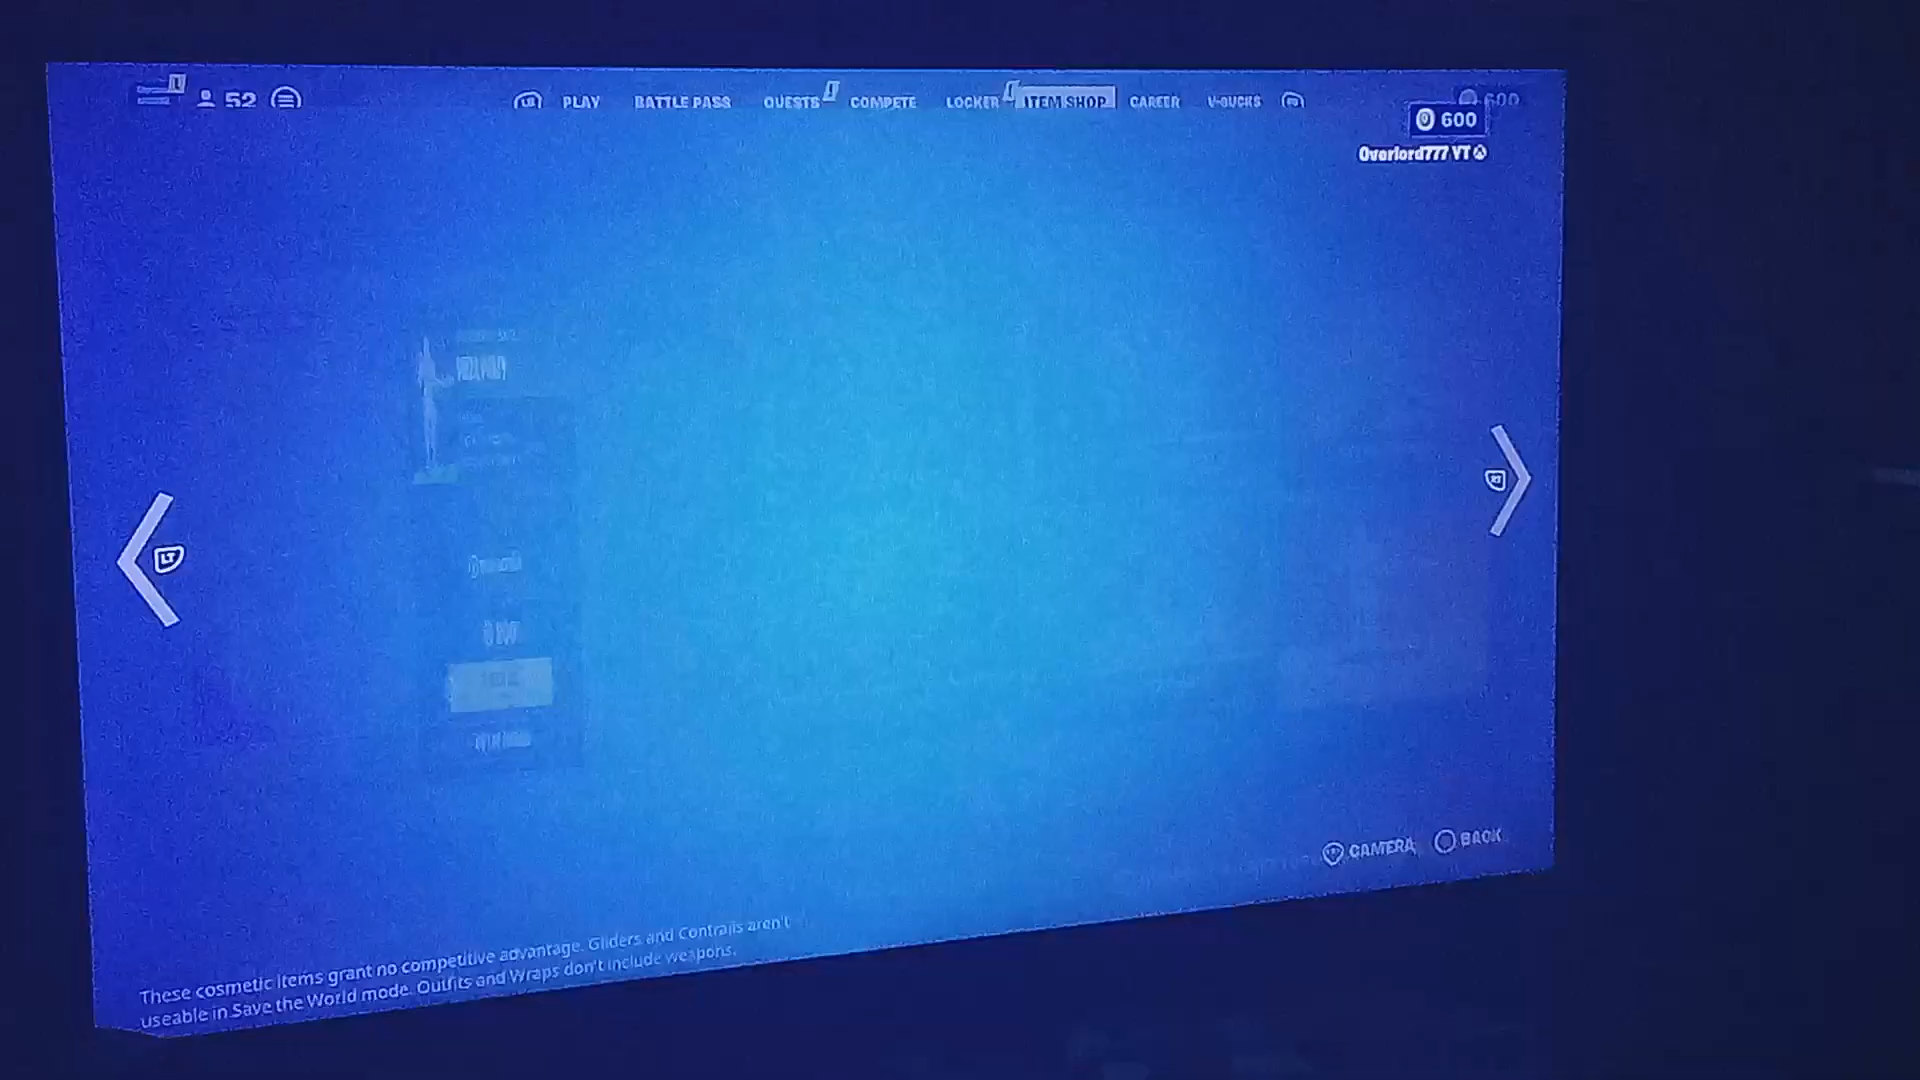 52
PLAY
BATTLE PASS
QUESTS
COMPETE
LOCKER
ITEM SHOP
CAREER
V-BUCKS
600
600
Overlord777 VT
LT
CAMERA
BACK
These cosmetic items grant no competitive advantage. Gliders and Contrails aren't
useable in Save the World mode. Outfits and Wraps don't include weapons.